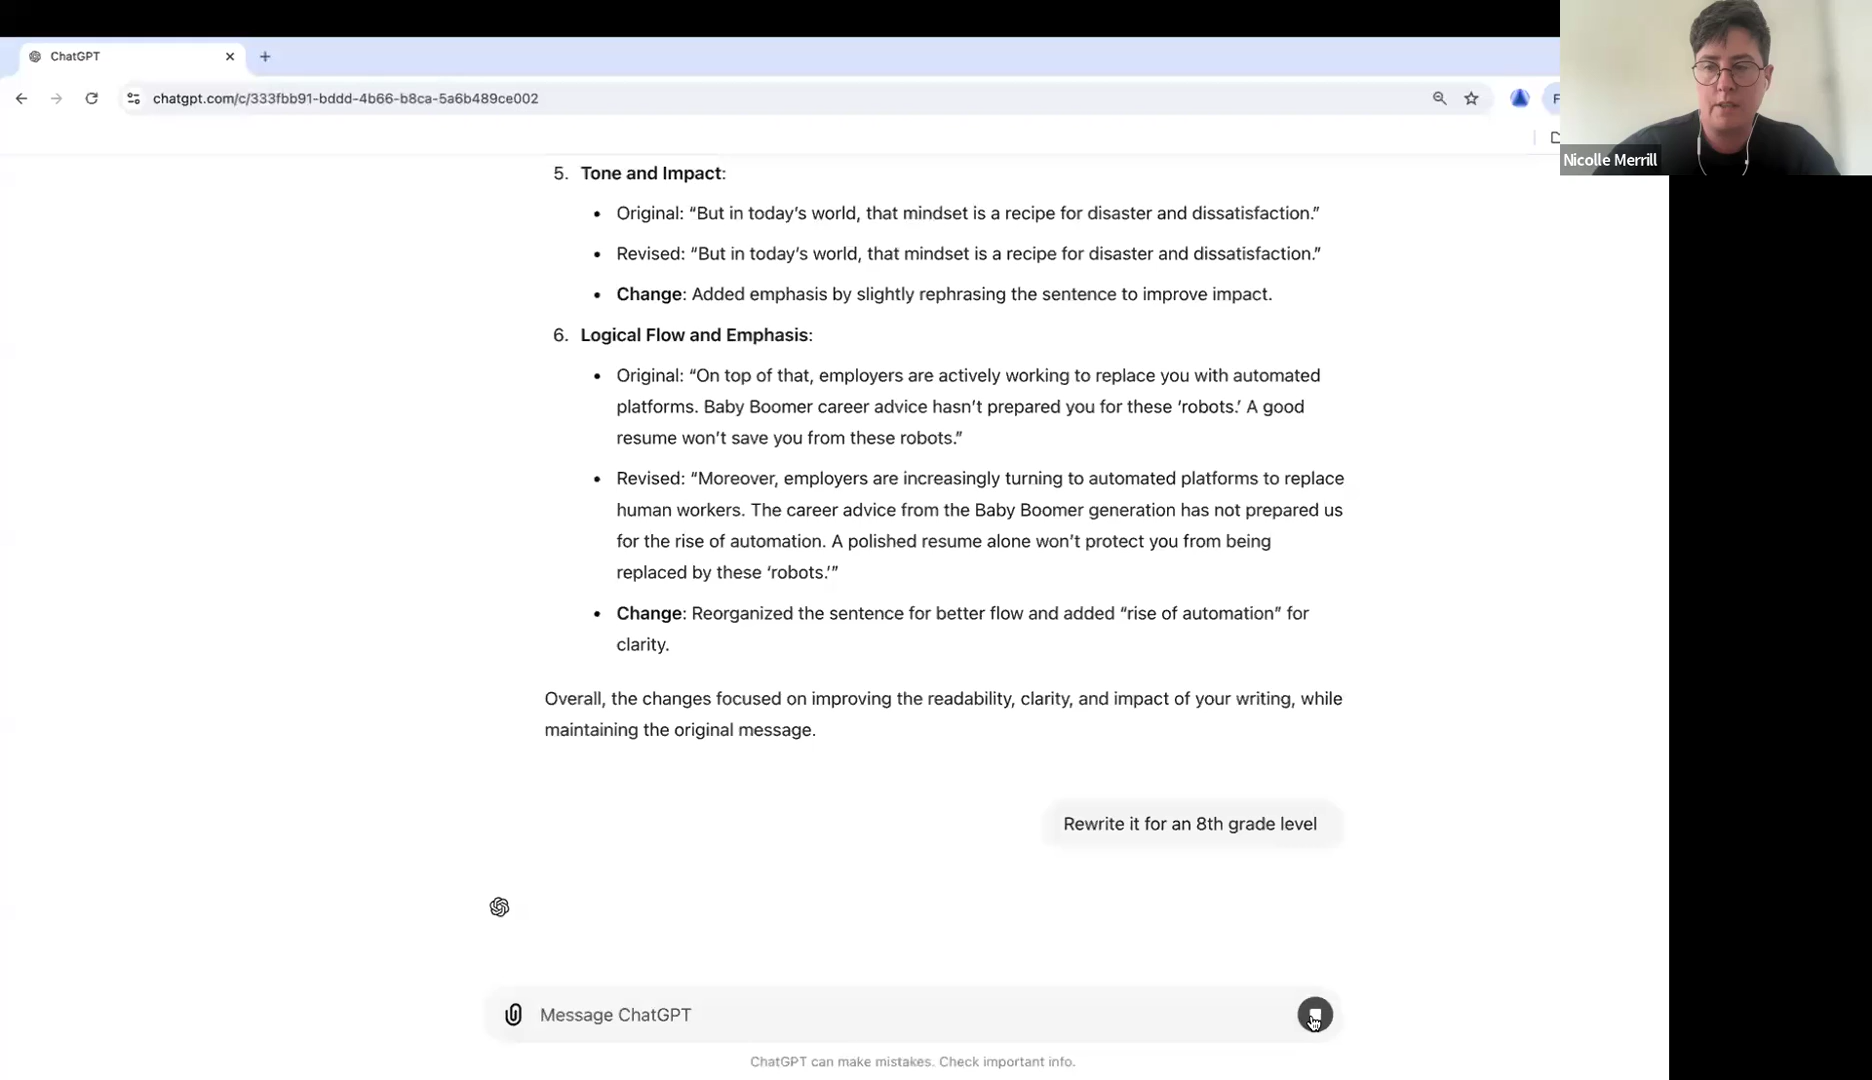 ChatGPT
chatgpt.com/c/333fbb91-bddd-4b66-b8ca-5a6b489ce002
F
Nicolle Merrill
5. Tone and Impact:
• Original: “But in today’s world, that mindset is a recipe for disaster and dissatisfaction.”
• Revised: “But in today’s world, that mindset is a recipe for disaster and dissatisfaction.”
• Change: Added emphasis by slightly rephrasing the sentence to improve impact.
6. Logical Flow and Emphasis:
• Original: “On top of that, employers are actively working to replace you with automated
platforms. Baby Boomer career advice hasn’t prepared you for these ‘robots.’ A good
resume won’t save you from these robots.”
• Revised: “Moreover, employers are increasingly turning to automated platforms to replace
human workers. The career advice from the Baby Boomer generation has not prepared us
for the rise of automation. A polished resume alone won’t protect you from being
replaced by these ‘robots.’”
• Change: Reorganized the sentence for better flow and added “rise of automation” for
clarity.
Overall, the changes focused on improving the readability, clarity, and impact of your writing, while
maintaining the original message.
Rewrite it for an 8th grade level
Message ChatGPT
ChatGPT can make mistakes. Check important info.